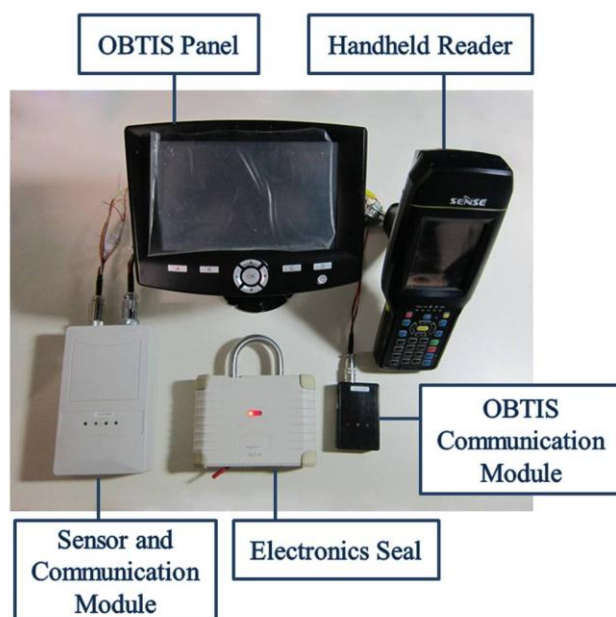 OBTIS Panel
Handheld Reader
SENSE
OBTIS
Communication
Module
Sensor and
Communication
Module
Electronics Seal